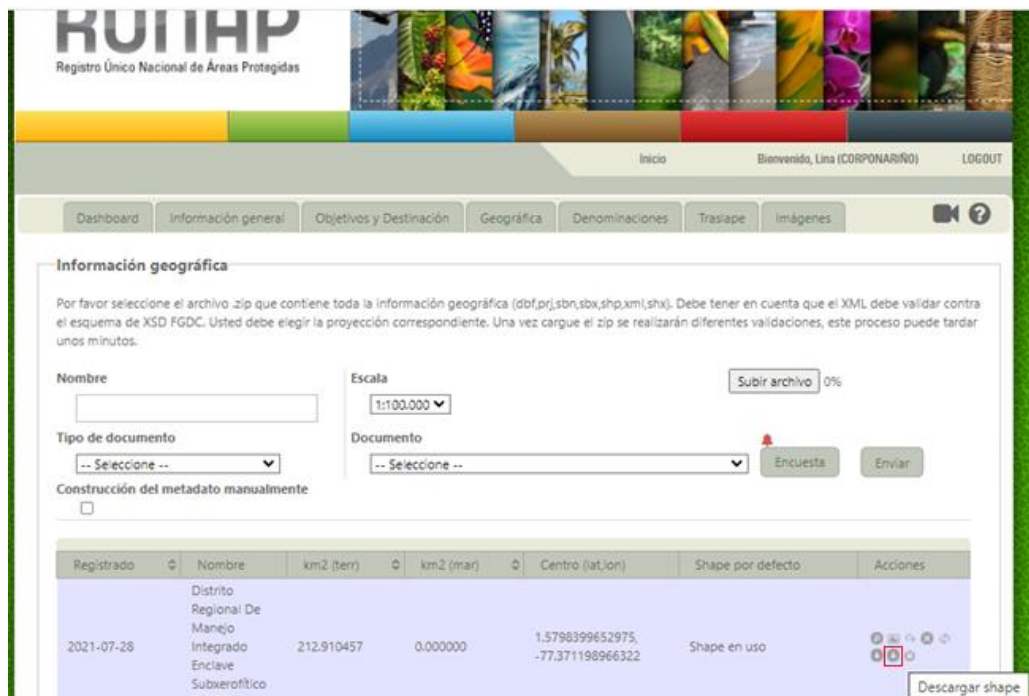 RUNAP
Registro Único Nacional de Áreas Protegidas
Inicio Bienvenido, Lina (CORPONARIÑO) LOGOUT
Dashboard Información general Objetivos y Destinación Geográfica Denominaciones Traslape Imágenes
Información geográfica
Por favor seleccione el archivo .zip que contiene toda la información geográfica (dbf,prj,sbn,sbx,shp,xml,shx). Debe tener en cuenta que el XML debe validar contra
el esquema de XSD FGDC. Usted debe elegir la proyección correspondiente. Una vez cargue el zip se realizarán diferentes validaciones, este proceso puede tardar
unos minutos.
Nombre Escala Subir archivo 0%
1:100.000
Tipo de documento Documento
-- Seleccione -- -- Seleccione -- Encuesta Enviar
Construcción del metadato manualmente
Registrado Nombre km2 (terr) km2 (mar) Centro (lat,lon) Shape por defecto Acciones
Distrito
Regional De
Manejo
2021-07-28 Integrado 212.910457 0.000000 1.5798399652975, Shape en uso
Enclave -77.371198966322
Subxerofítico
Descargar shape